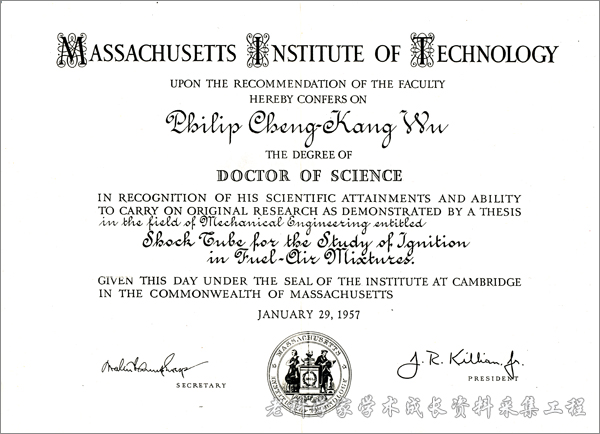 MASSACHUSETTS INSTITUTE OF TECHNOLOGY
UPON THE RECOMMENDATION OF THE FACULTY
HEREBY CONFERS ON
Philip Cheng-Kang Wu
THE DEGREE OF
DOCTOR OF SCIENCE
IN RECOGNITION OF HIS SCIENTIFIC ATTAINMENTS AND ABILITY
TO CARRY ON ORIGINAL RESEARCH AS DEMONSTRATED BY A THESIS
in the field of Mechanical Engineering entitled
Shock Tube for the Study of Ignition
in Fuel-Air Mixtures.
GIVEN THIS DAY UNDER THE SEAL OF THE INSTITUTE AT CAMBRIDGE
IN THE COMMONWEALTH OF MASSACHUSETTS
JANUARY 29, 1957
MASSACHUSETTS
J. R. Killian, Jr.
SECRETARY
PRESIDENT
老科学家学术成长资料采集工程